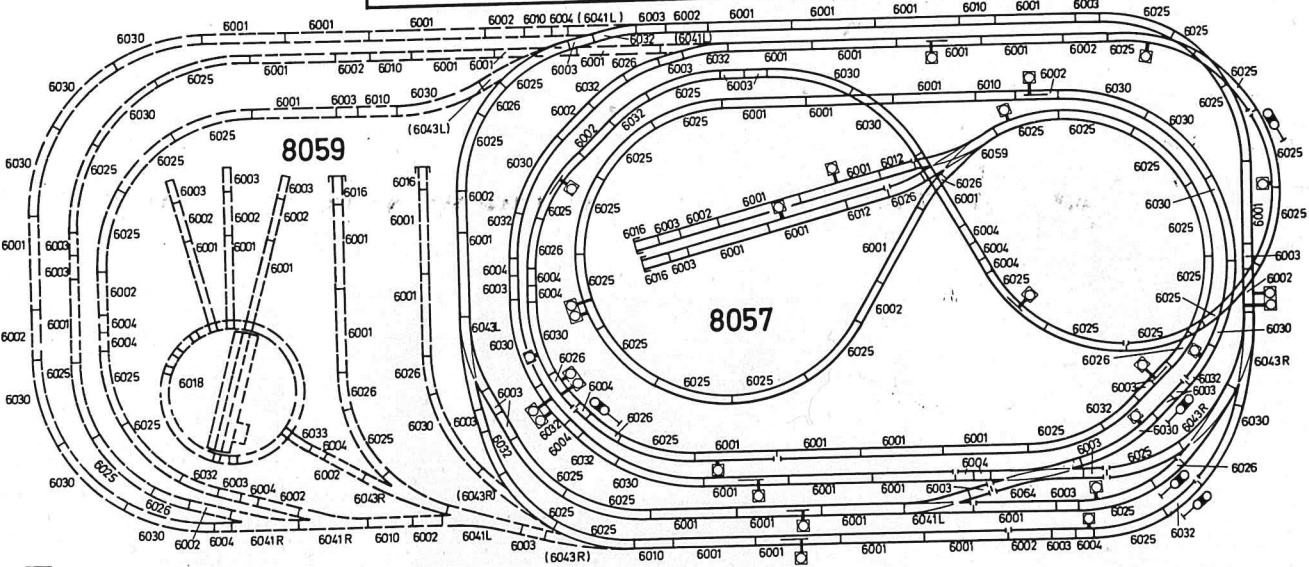 6001 6001 6001 6002 6010 6004 (6041L) 6003 6002 6001 6001 6001 6010 6001 6003 6025
6030 6032 (6041L)
6025 6001 6002 6010 6001 6001 6003 6001 6026 6032 6001 6001 6001 6001 6002 6025
6030 6025 6003 6025
6025 6003 6030
6001 6003 6010 6030 6026 6002 6025 6001 6010 6002 6030
6025 6002 6032 6025 6001 6001 6030 6025 6025
(6043L)
8059
6030 6025 6025 6030 6025 6025 6059 6025 6025 6025
6003 6003 6003 6016 6016 6001 6012 6026
6002 6002 6002 6001 6002 6025 6003 6002 6001 6012 6026 6001 6030
6001 6003 6001 6001 6001 6001 6032 6026 6016 6001 6001 6004 6001
6003 6025 6001 6004 6004 6016 6003 6001 6004 6003
6002 6001 6003 6004 6025 6002 6025 6025 6002
8057
6002 6001 6004 6004 6001 6043L 6030 6002 6025 6025 6030
6003 6025 6018 6026 6026 6025 6025 6026 6043R
6030 6025 6003 6004 6025 6025 6003 6032 6003
6025 6033 6025 6003 6032 6032 6004 6026 6001 6001 6001 6001 6032 6030 6043R 6030
6030 6025 6032 6003 6004 6004 6002 6025 6032 6025 6004 6003 6025 6026
6026 6002 6043R (6043R) 6030 6001 6001 6001 6003 6064 6003
6030 6002 6004 6041R 6041R 6010 6002 6041L 6003 6025 6025 6001 6001 6001 6041L 6001 6025 6032
(6043R) 6010 6001 6001 6001 6001 6002 6003 6004 6025